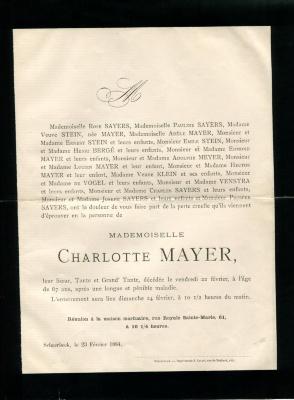 M
Mademoiselle Rose SAYERS, Mademoiselle Pauline SAYERS, Madame
Veuve STEIN, née MAYER, Mademoiselle Adèle MAYER, Monsieur et
Madame Ernest STEIN et leurs enfants, Monsieur Emile STEIN, Monsieur
et Madame Henri BERGÉ et leurs enfants, Monsieur et Madame Edmond
MAYER et leurs enfants, Monsieur et Madame Adolphe MEYER, Monsieur
et Madame Lucien MAYER et leur enfant, Monsieur et Madame Hector
MAYER et leur enfant, Madame Veuve KLEIN et ses enfants, Monsieur
et Madame de VOGEL et leurs enfants, Monsieur et Madame VENSYRA
et leurs enfants, Monsieur et Madame Charles SAYERS et leurs enfants,
Monsieur et Madame Joseph SAYERS et leurs enfants et Monsieur Prosper
SAYERS, ont la douleur de vous faire part de la perte cruelle qu'ils viennent
d'éprouver en la personne de
MADEMOISELLE
CHARLOTTE MAYER,
leur Sœur, Tante et Grand' Tante, décédée le vendredi 22 février, à l'âge
de 67 ans, après une longue et pénible maladie.
L'enterrement aura lieu dimanche 24 février, à 10 1/2 heures du matin.
Réunion à la maison mortuaire, rue Royale Sainte-Marie, 61,
à 10 1/4 heures.
Schaerbeek, le 23 Février 1884.